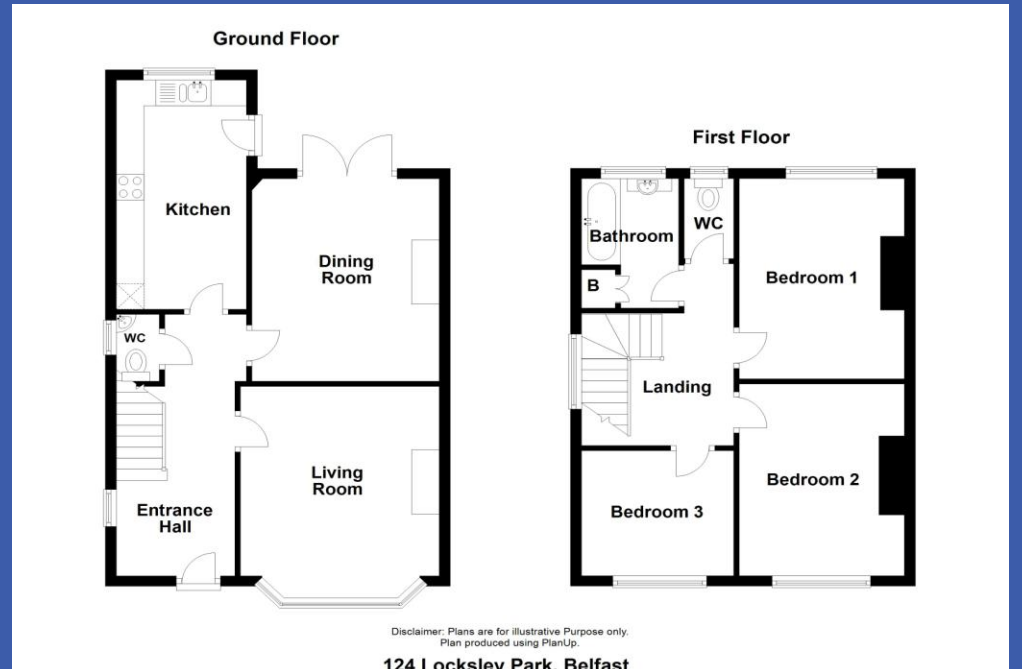 Ground Floor
Kitchen
Dining
Room
WC
Living
Room
Entrance
Hall
First Floor
Bathroom
WC
B
Bedroom 1
Landing
Bedroom 2
Bedroom 3
Disclaimer: Plans are for illustrative Purpose only.
Plan produced using PlanUp.
124 Locksley Park, Belfast